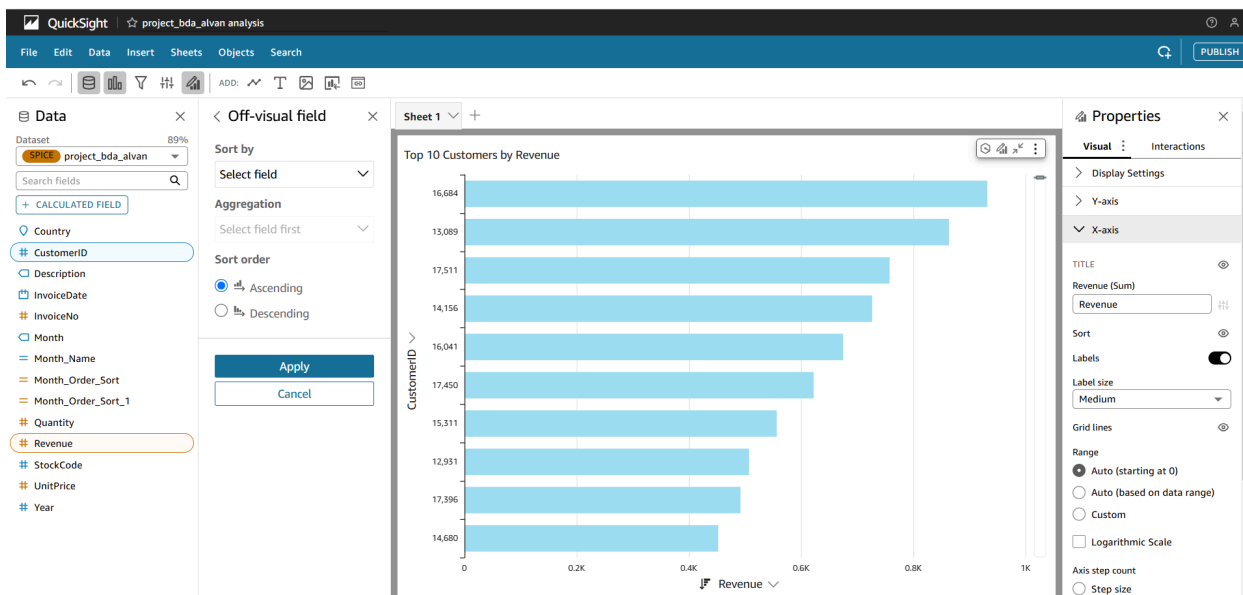 QuickSight
project_bda_alvan analysis
File Edit Data Insert Sheets Objects Search
PUBLISH
ADD:
Data
Dataset
89%
SPICE project_bda_alvan
Search fields
+ CALCULATED FIELD
Country
# CustomerID
Description
InvoiceDate
# InvoiceNo
Month
= Month_Name
= Month_Order_Sort
= Month_Order_Sort_1
# Quantity
# Revenue
# StockCode
# UnitPrice
# Year
Off-visual field
Sort by
Select field
Aggregation
Select field first
Sort order
Ascending
Descending
Apply
Cancel
Sheet 1
Top 10 Customers by Revenue
CustomerID
16,684
13,089
17,511
14,156
16,041
17,450
15,311
12,931
17,396
14,680
0 0.2K 0.4K 0.6K 0.8K 1K
Revenue
Properties
Visual Interactions
Display Settings
Y-axis
X-axis
TITLE
Revenue (Sum)
Revenue
Sort
Labels
Label size
Medium
Grid lines
Range
Auto (starting at 0)
Auto (based on data range)
Custom
Logarithmic Scale
Axis step count
Step size